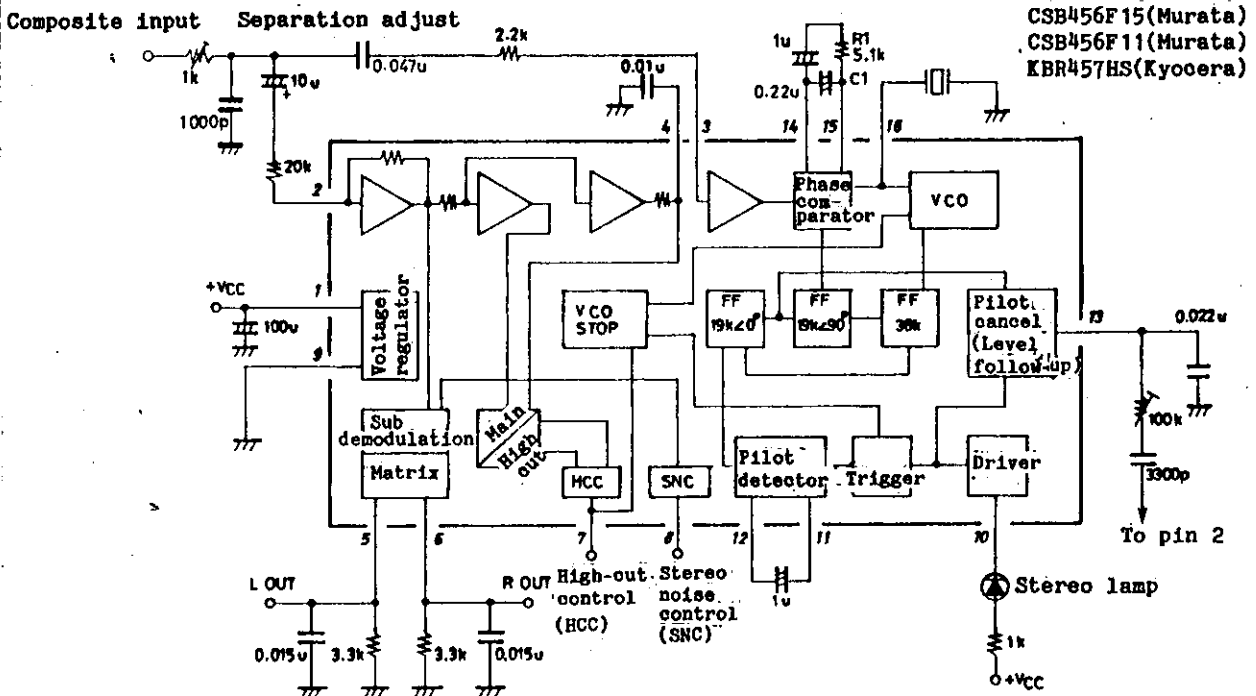 Composite input
Separation adjust
CSB456F15(Murata)
CSB456F11(Murata)
KBR457HS(Kyocera)
1k
1000p
10u
+
0.047u
2.2k
0.01u
1u
R1
5.1k
C1
0.22u
20k
2
4
3
14
15
16
Phase
com-
parator
VCO
+VCC
1
100u
9
Voltage
regulator
VCO
STOP
FF
19k∠0°
FF
19k∠90°
FF
38k
Pilot
cancel
(Level
follow-up)
13
0.022u
100k
3300p
To pin 2
Sub
demodulation
Matrix
Main
High
cut
HCC
SNC
Pilot
detector
Trigger
Driver
5
6
7
8
12
11
10
L OUT
R OUT
High-cut
control
(HCC)
Stereo
noise
control
(SNC)
1u
Stereo lamp
1k
+VCC
0.015u
3.3k
3.3k
0.015u